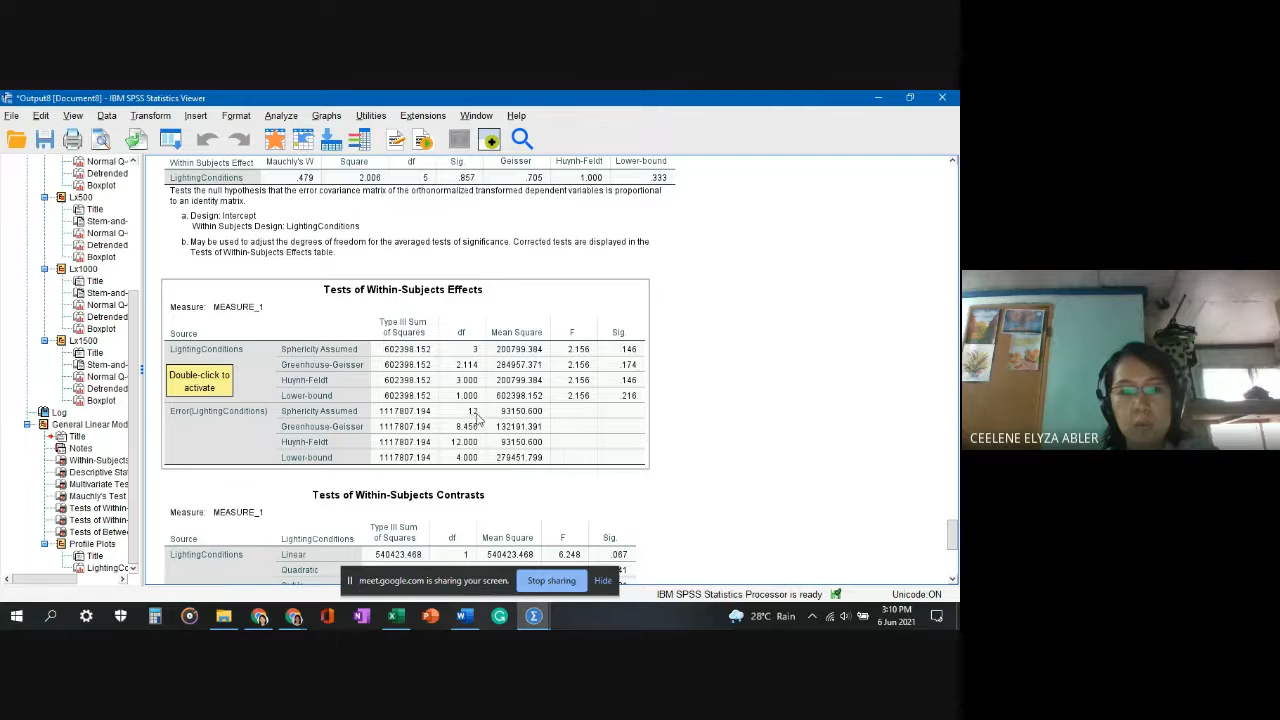 *Output8 [Document8] - IBM SPSS Statistics Viewer
File Edit View Data Transform Insert Format Analyze Graphs Utilities Extensions Window Help
Normal Q-
Detrended
Boxplot
Lx500
Title
Stem-and-
Normal Q-
Detrended
Boxplot
Lx1000
Title
Stem-and-
Normal Q-
Detrended
Boxplot
Lx1500
Title
Stem-and-
Normal Q-
Detrended
Boxplot
Log
General Linear Mod
Title
Notes
Within-Subjects
Descriptive Sta
Multivariate Tes
Mauchly's Test
Tests of Within-
Tests of Within-
Tests of Betwe
Profile Plots
Title
LightingCo
Within Subjects Effect Mauchly's W Square df Sig. Geisser Huynh-Feldt Lower-bound
LightingConditions .479 2.006 5 .857 .705 1.000 .333
Tests the null hypothesis that the error covariance matrix of the orthonormalized transformed dependent variables is proportional
to an identity matrix.
a. Design: Intercept
Within Subjects Design: LightingConditions
b. May be used to adjust the degrees of freedom for the averaged tests of significance. Corrected tests are displayed in the
Tests of Within-Subjects Effects table.
Tests of Within-Subjects Effects
Measure: MEASURE_1
Source Type III Sum of Squares df Mean Square F Sig.
LightingConditions Sphericity Assumed 602398.152 3 200799.384 2.156 .146
Greenhouse-Geisser 602398.152 2.114 284957.371 2.156 .174
Huynh-Feldt 602398.152 3.000 200799.384 2.156 .146
Lower-bound 602398.152 1.000 602398.152 2.156 .216
Double-click to
activate
Error(LightingConditions) Sphericity Assumed 1117807.194 12 93150.600
Greenhouse-Geisser 1117807.194 8.456 132191.391
Huynh-Feldt 1117807.194 12.000 93150.600
Lower-bound 1117807.194 4.000 279451.799
Tests of Within-Subjects Contrasts
Measure: MEASURE_1
Source LightingConditions Type III Sum of Squares df Mean Square F Sig.
LightingConditions Linear 540423.468 1 540423.468 6.248 .067
Quadratic
meet.google.com is sharing your screen. Stop sharing Hide
IBM SPSS Statistics Processor is ready Unicode:ON
28°C Rain
3:10 PM
6 Jun 2021
CEELENE ELYZA ABLER